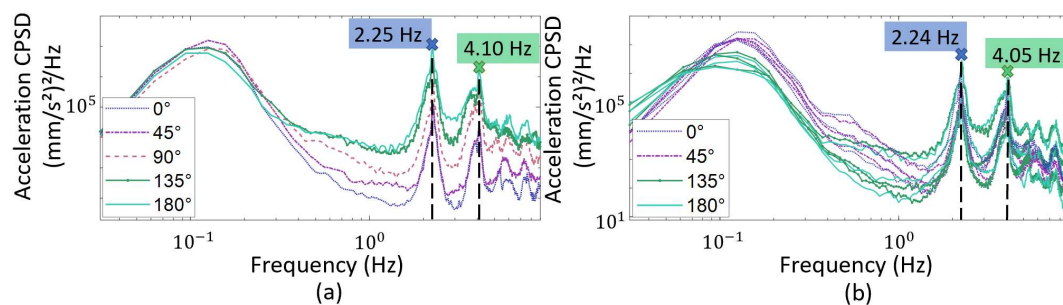 Acceleration CPSD
(mm/s²)²/Hz
10⁵
2.25 Hz
4.10 Hz
0°
45°
90°
135°
180°
10⁻¹
10⁰
Frequency (Hz)
(a)
Acceleration CPSD
(mm/s²)²/Hz
10⁵
10¹
2.24 Hz
4.05 Hz
0°
45°
135°
180°
10⁻¹
10⁰
Frequency (Hz)
(b)